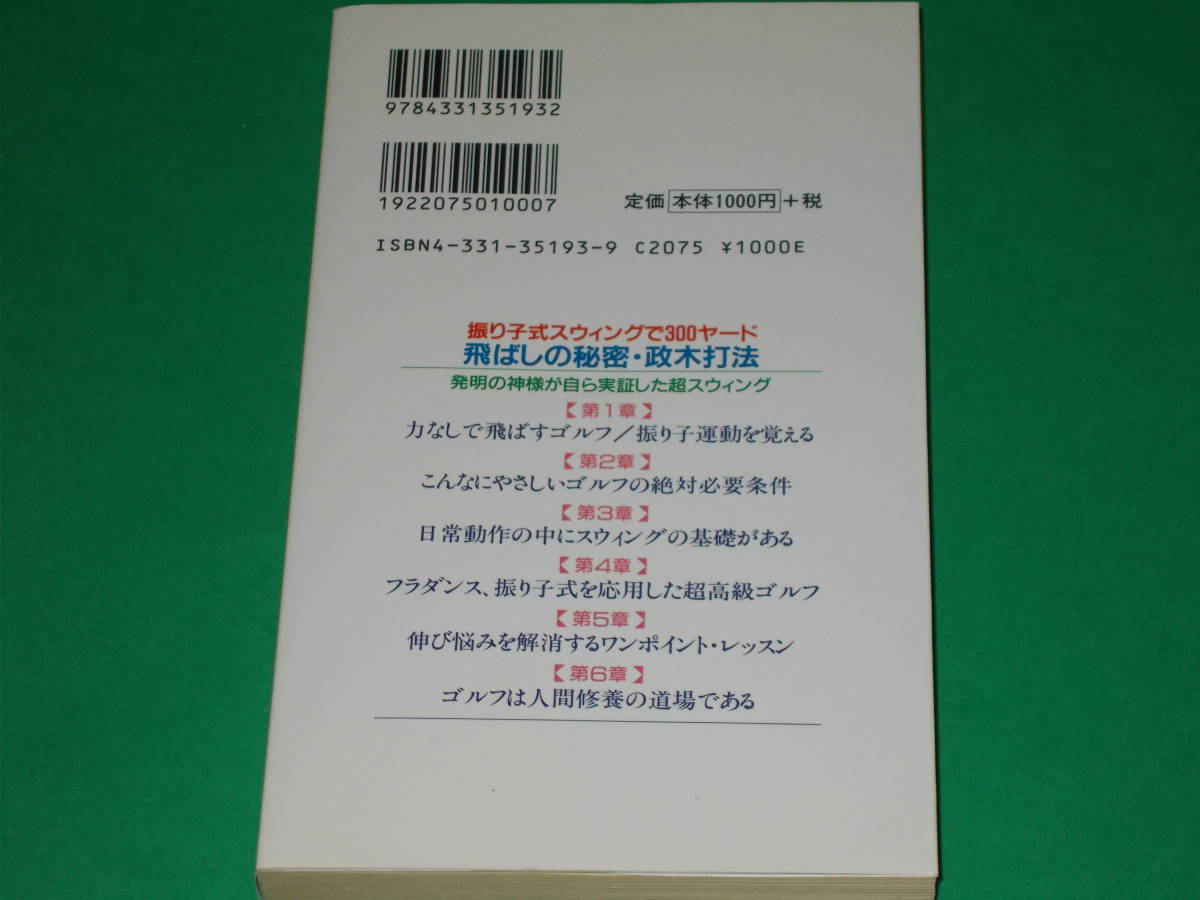 9784331351932
1922075010007
定価 本体1000円+税
ISBN4-331-35193-9 C2075 ¥1000E
振り子式スウィングで300ヤード
飛ばしの秘密・政木打法
発明の神様が自ら実証した超スウィング
【第1章】
力なしで飛ばすゴルフ/振り子運動を覚える
【第2章】
こんなにやさしいゴルフの絶対必要条件
【第3章】
日常動作の中にスウィングの基礎がある
【第4章】
フラダンス、振り子式を応用した超高級ゴルフ
【第5章】
伸び悩みを解消するワンポイント・レッスン
【第6章】
ゴルフは人間修養の道場である